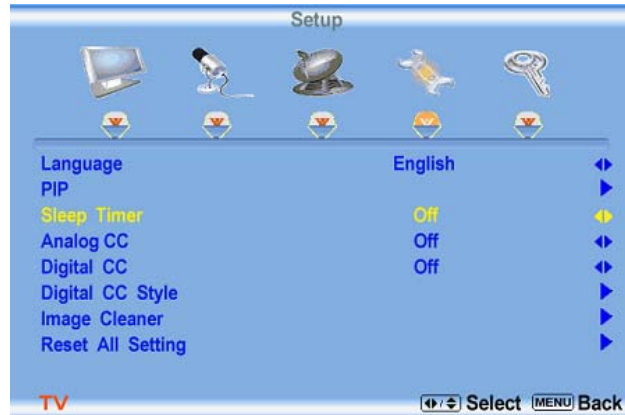 Setup
Language English
PIP
Sleep Timer Off
Analog CC Off
Digital CC Off
Digital CC Style
Image Cleaner
Reset All Setting
TV Select MENU Back